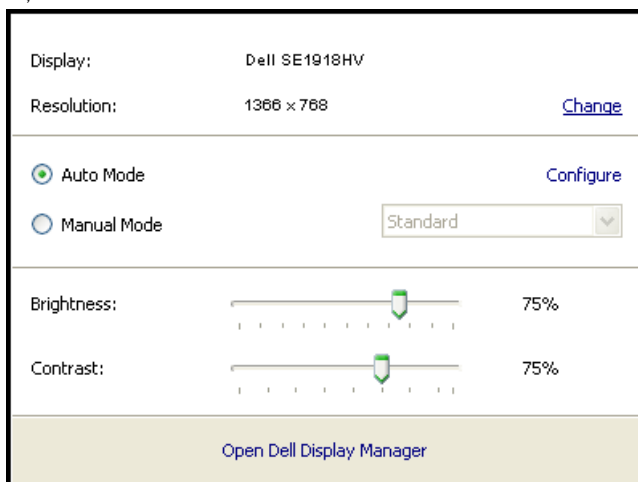 Display: Dell SE1918HV
Resolution: 1366 x 768 Change
Auto Mode Configure
Manual Mode Standard
Brightness: 75%
Contrast: 75%
Open Dell Display Manager